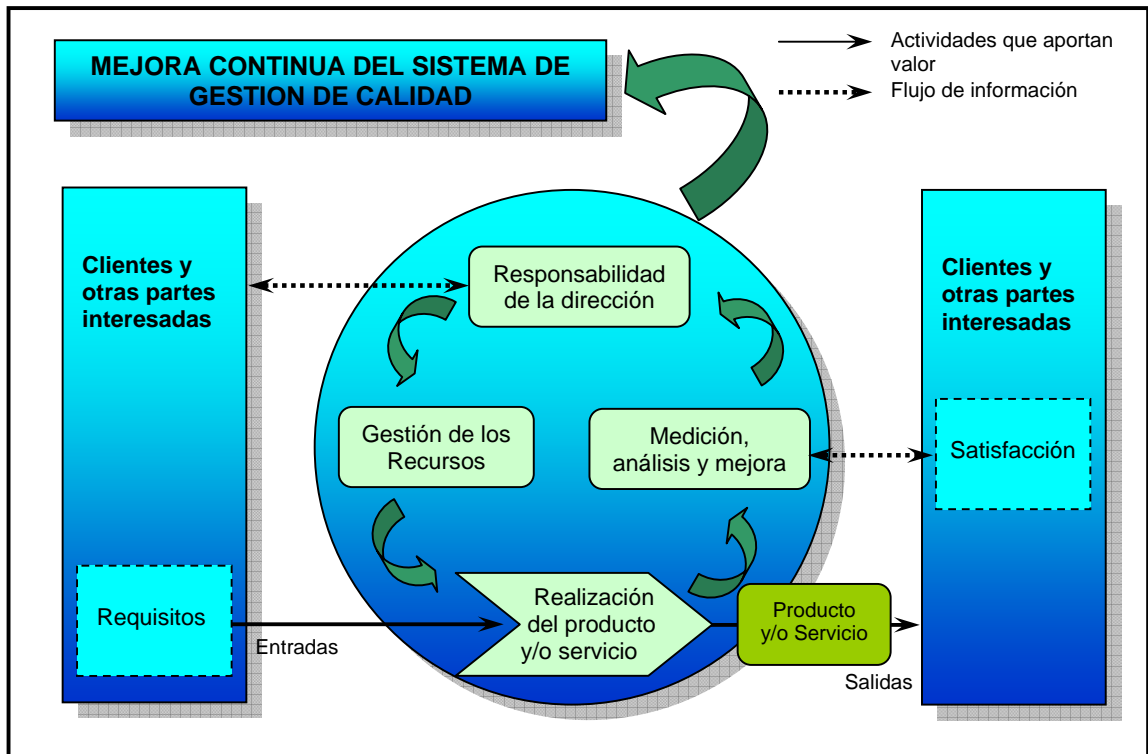 MEJORA CONTINUA DEL SISTEMA DE
GESTION DE CALIDAD
Actividades que aportan
valor
Flujo de información
Clientes y
otras partes
interesadas
Responsabilidad
de la dirección
Clientes y
otras partes
interesadas
Gestión de los
Recursos
Medición,
análisis y mejora
Satisfacción
Requisitos
Entradas
Realización
del producto
y/o servicio
Producto
y/o Servicio
Salidas